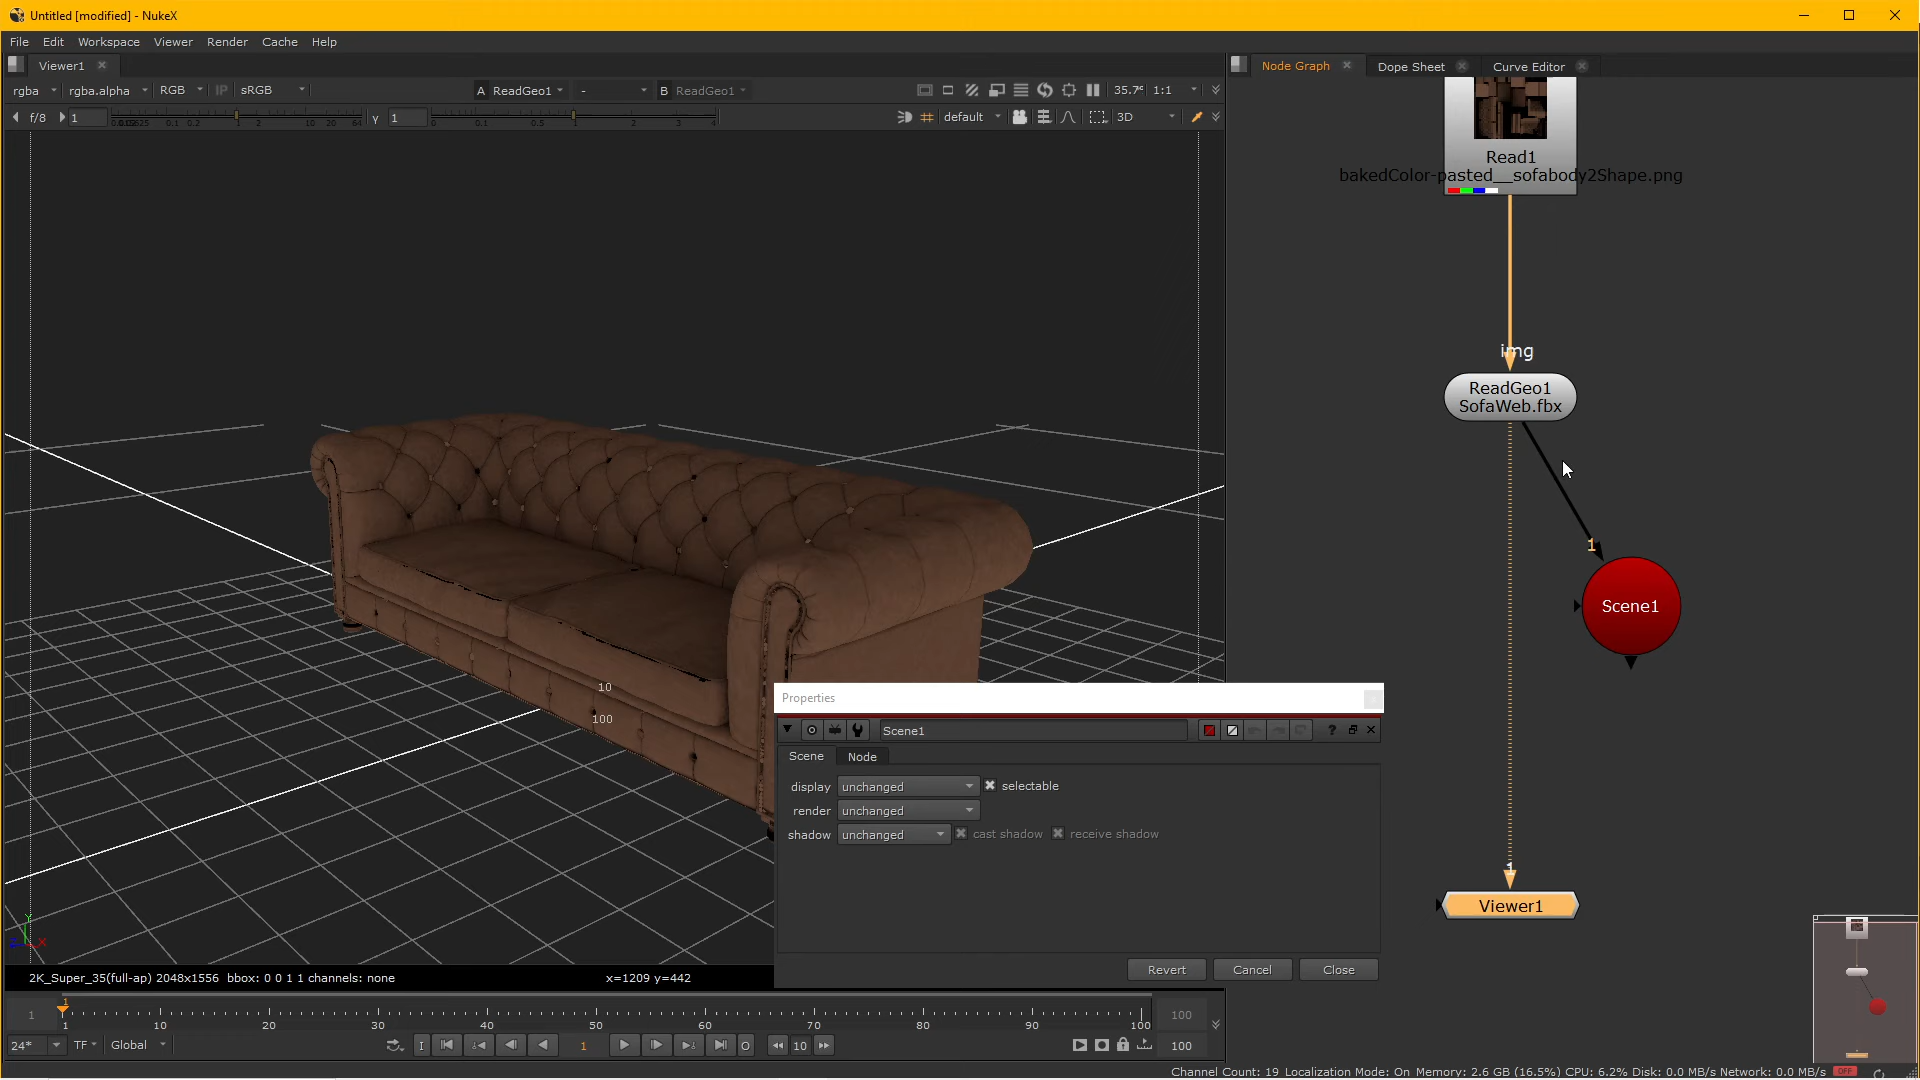 Untitled [modified] - NukeX
File Edit Workspace Viewer Render Cache Help
Viewer1
Node Graph Dope Sheet Curve Editor
rgba rgba.alpha RGB IP sRGB A ReadGeo1 - B ReadGeo1 35.7 1:1
f/8 1 y 1 default 3D
Read1
bakedColor-pasted__sofabody2Shape.png
img
ReadGeo1
SofaWeb.fbx
1
Scene1
10
100
Properties
Scene1
Scene Node
display unchanged selectable
render unchanged
shadow unchanged cast shadow receive shadow
Revert Cancel Close
1
Viewer1
2K_Super_35(full-ap) 2048x1556 bbox: 0 0 1 1 channels: none x=1209 y=442
1
1 1 10 20 30 40 50 60 70 80 90 100 100
24* TF Global I 1 O 10 100
Channel Count: 19 Localization Mode: On Memory: 2.6 GB (16.5%) CPU: 6.2% Disk: 0.0 MB/s Network: 0.0 MB/s OFF